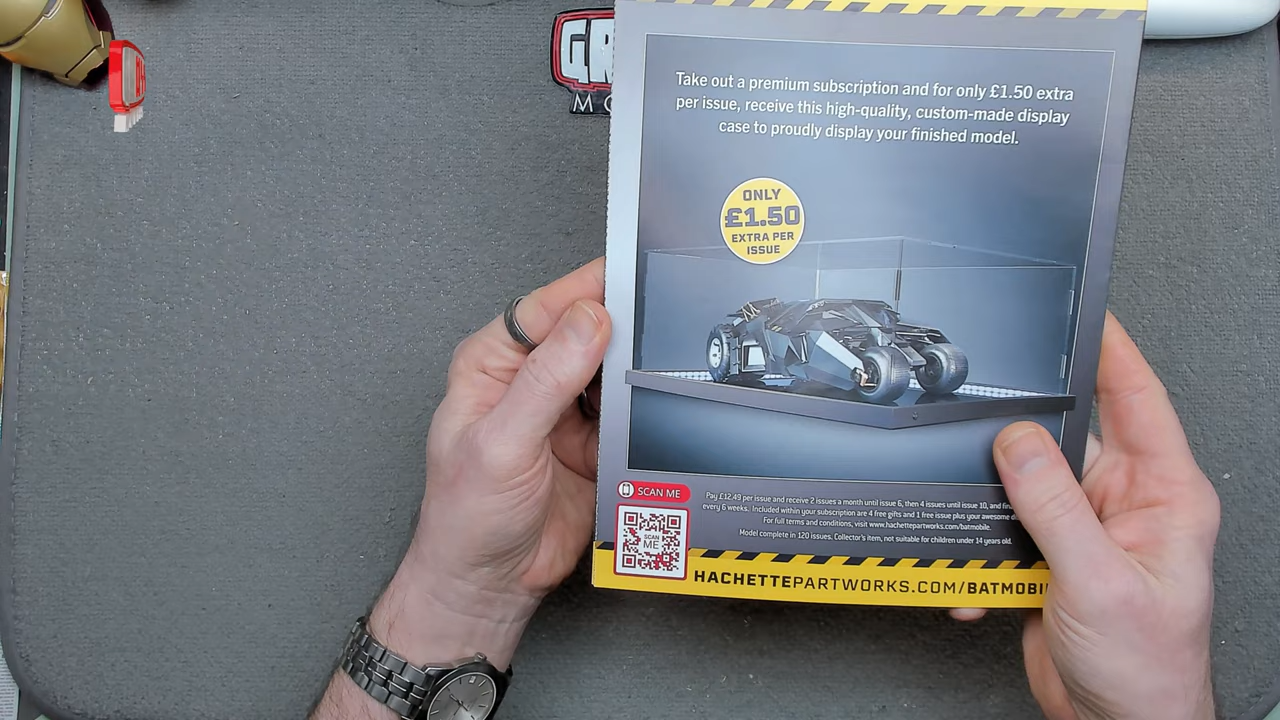 GR
Take out a premium subscription and for only £1.50 extra
per issue, receive this high-quality, custom-made display
case to proudly display your finished model.
ONLY
£1.50
EXTRA PER
ISSUE
SCAN ME
SCAN
ME
Pay £12.49 per issue and receive 2 issues a month until issue 6, then 4 issues until issue 10, and
every 6 weeks. Included within your subscription are 4 free gifts and 1 free issue plus your awesome
For full terms and conditions, visit www.hachettepartworks.com/batmobile.
Model complete in 120 issues. Collector's item, not suitable for children under 14 years old.
HACHETTEPARTWORKS.COM/BATMOBI